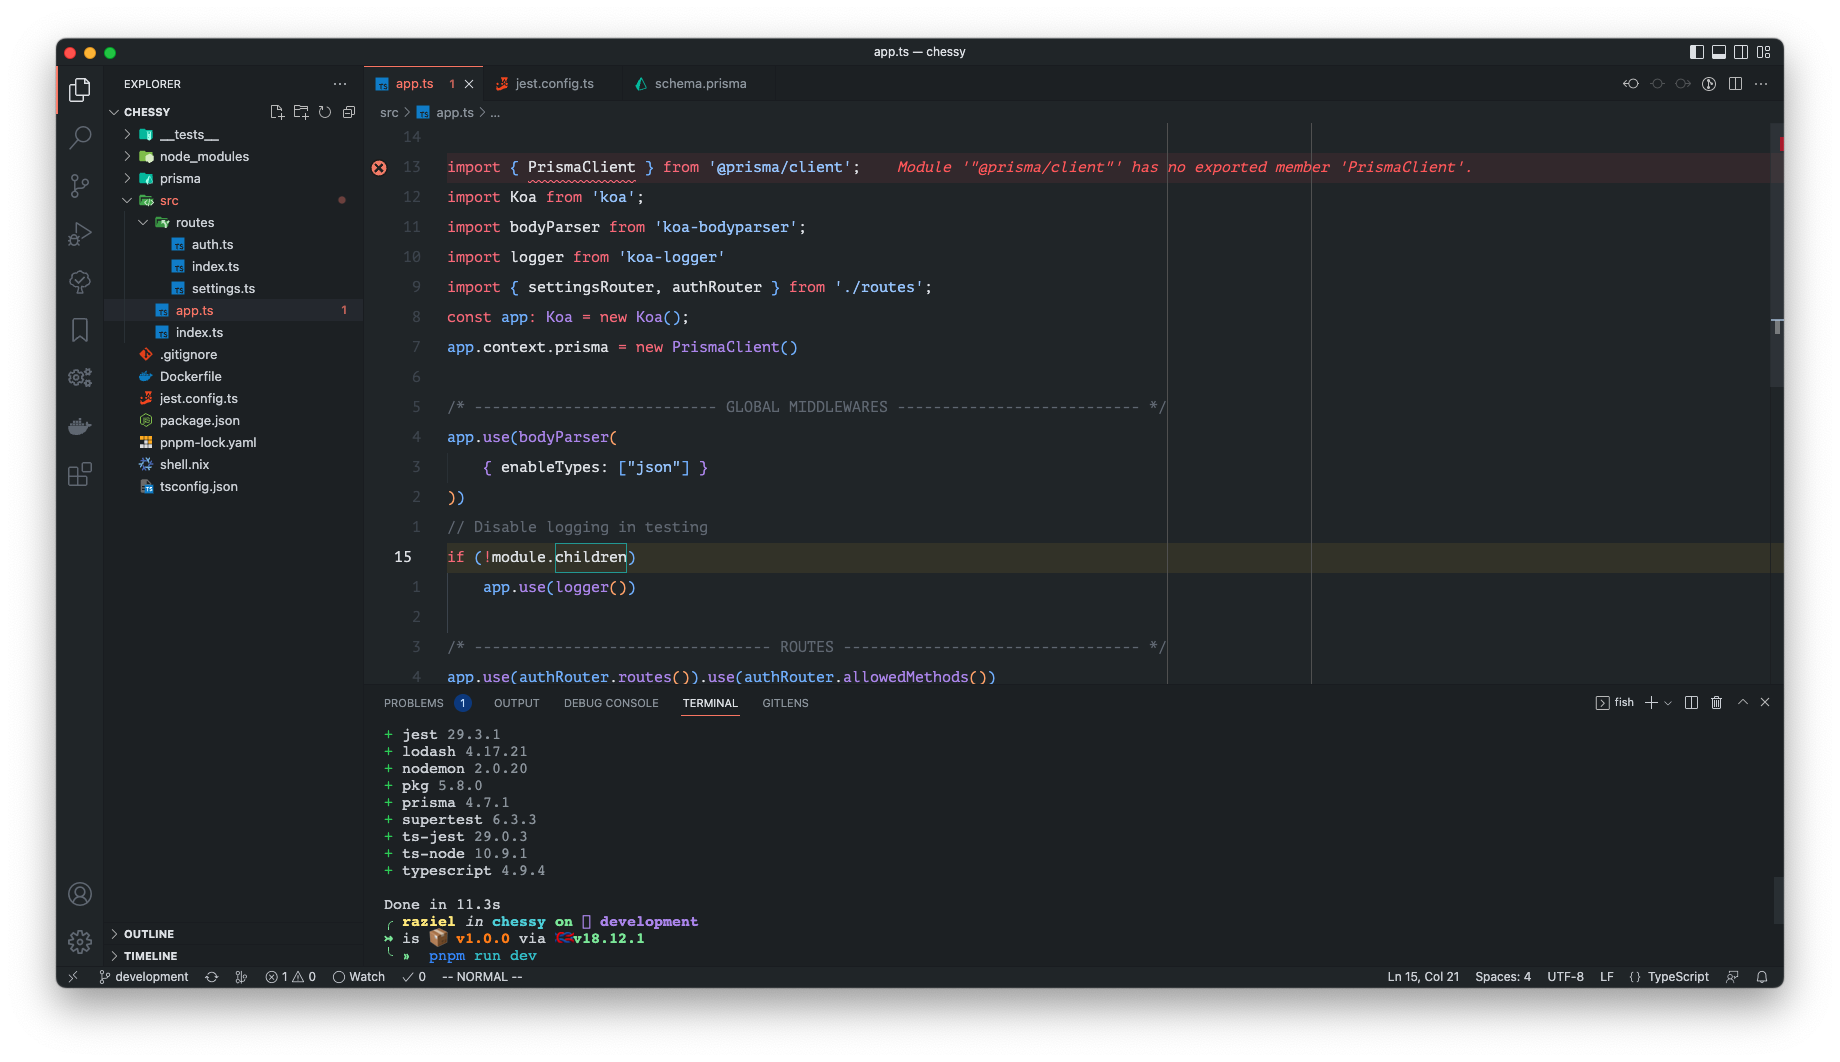 app.ts — chessy
EXPLORER
CHESSY
__tests__
node_modules
prisma
src
routes
auth.ts
index.ts
settings.ts
app.ts 1
index.ts
.gitignore
Dockerfile
jest.config.ts
package.json
pnpm-lock.yaml
shell.nix
tsconfig.json
OUTLINE
TIMELINE
app.ts 1 jest.config.ts schema.prisma
src > app.ts > ...
14
13 import { PrismaClient } from '@prisma/client'; Module '"@prisma/client"' has no exported member 'PrismaClient'.
12 import Koa from 'koa';
11 import bodyParser from 'koa-bodyparser';
10 import logger from 'koa-logger'
9 import { settingsRouter, authRouter } from './routes';
8 const app: Koa = new Koa();
7 app.context.prisma = new PrismaClient()
6
5 /* --------------------------- GLOBAL MIDDLEWARES --------------------------- */
4 app.use(bodyParser(
3 { enableTypes: ["json"] }
2 ))
1 // Disable logging in testing
15 if (!module.children)
1 app.use(logger())
2
3 /* --------------------------------- ROUTES --------------------------------- */
4 app.use(authRouter.routes()).use(authRouter.allowedMethods())
PROBLEMS 1 OUTPUT DEBUG CONSOLE TERMINAL GITLENS
fish
+ jest 29.3.1
+ lodash 4.17.21
+ nodemon 2.0.20
+ pkg 5.8.0
+ prisma 4.7.1
+ supertest 6.3.3
+ ts-jest 29.0.3
+ ts-node 10.9.1
+ typescript 4.9.4
Done in 11.3s
raziel in chessy on development
is v1.0.0 via v18.12.1
» pnpm run dev
development 1 0 Watch 0 -- NORMAL -- Ln 15, Col 21 Spaces: 4 UTF-8 LF {} TypeScript